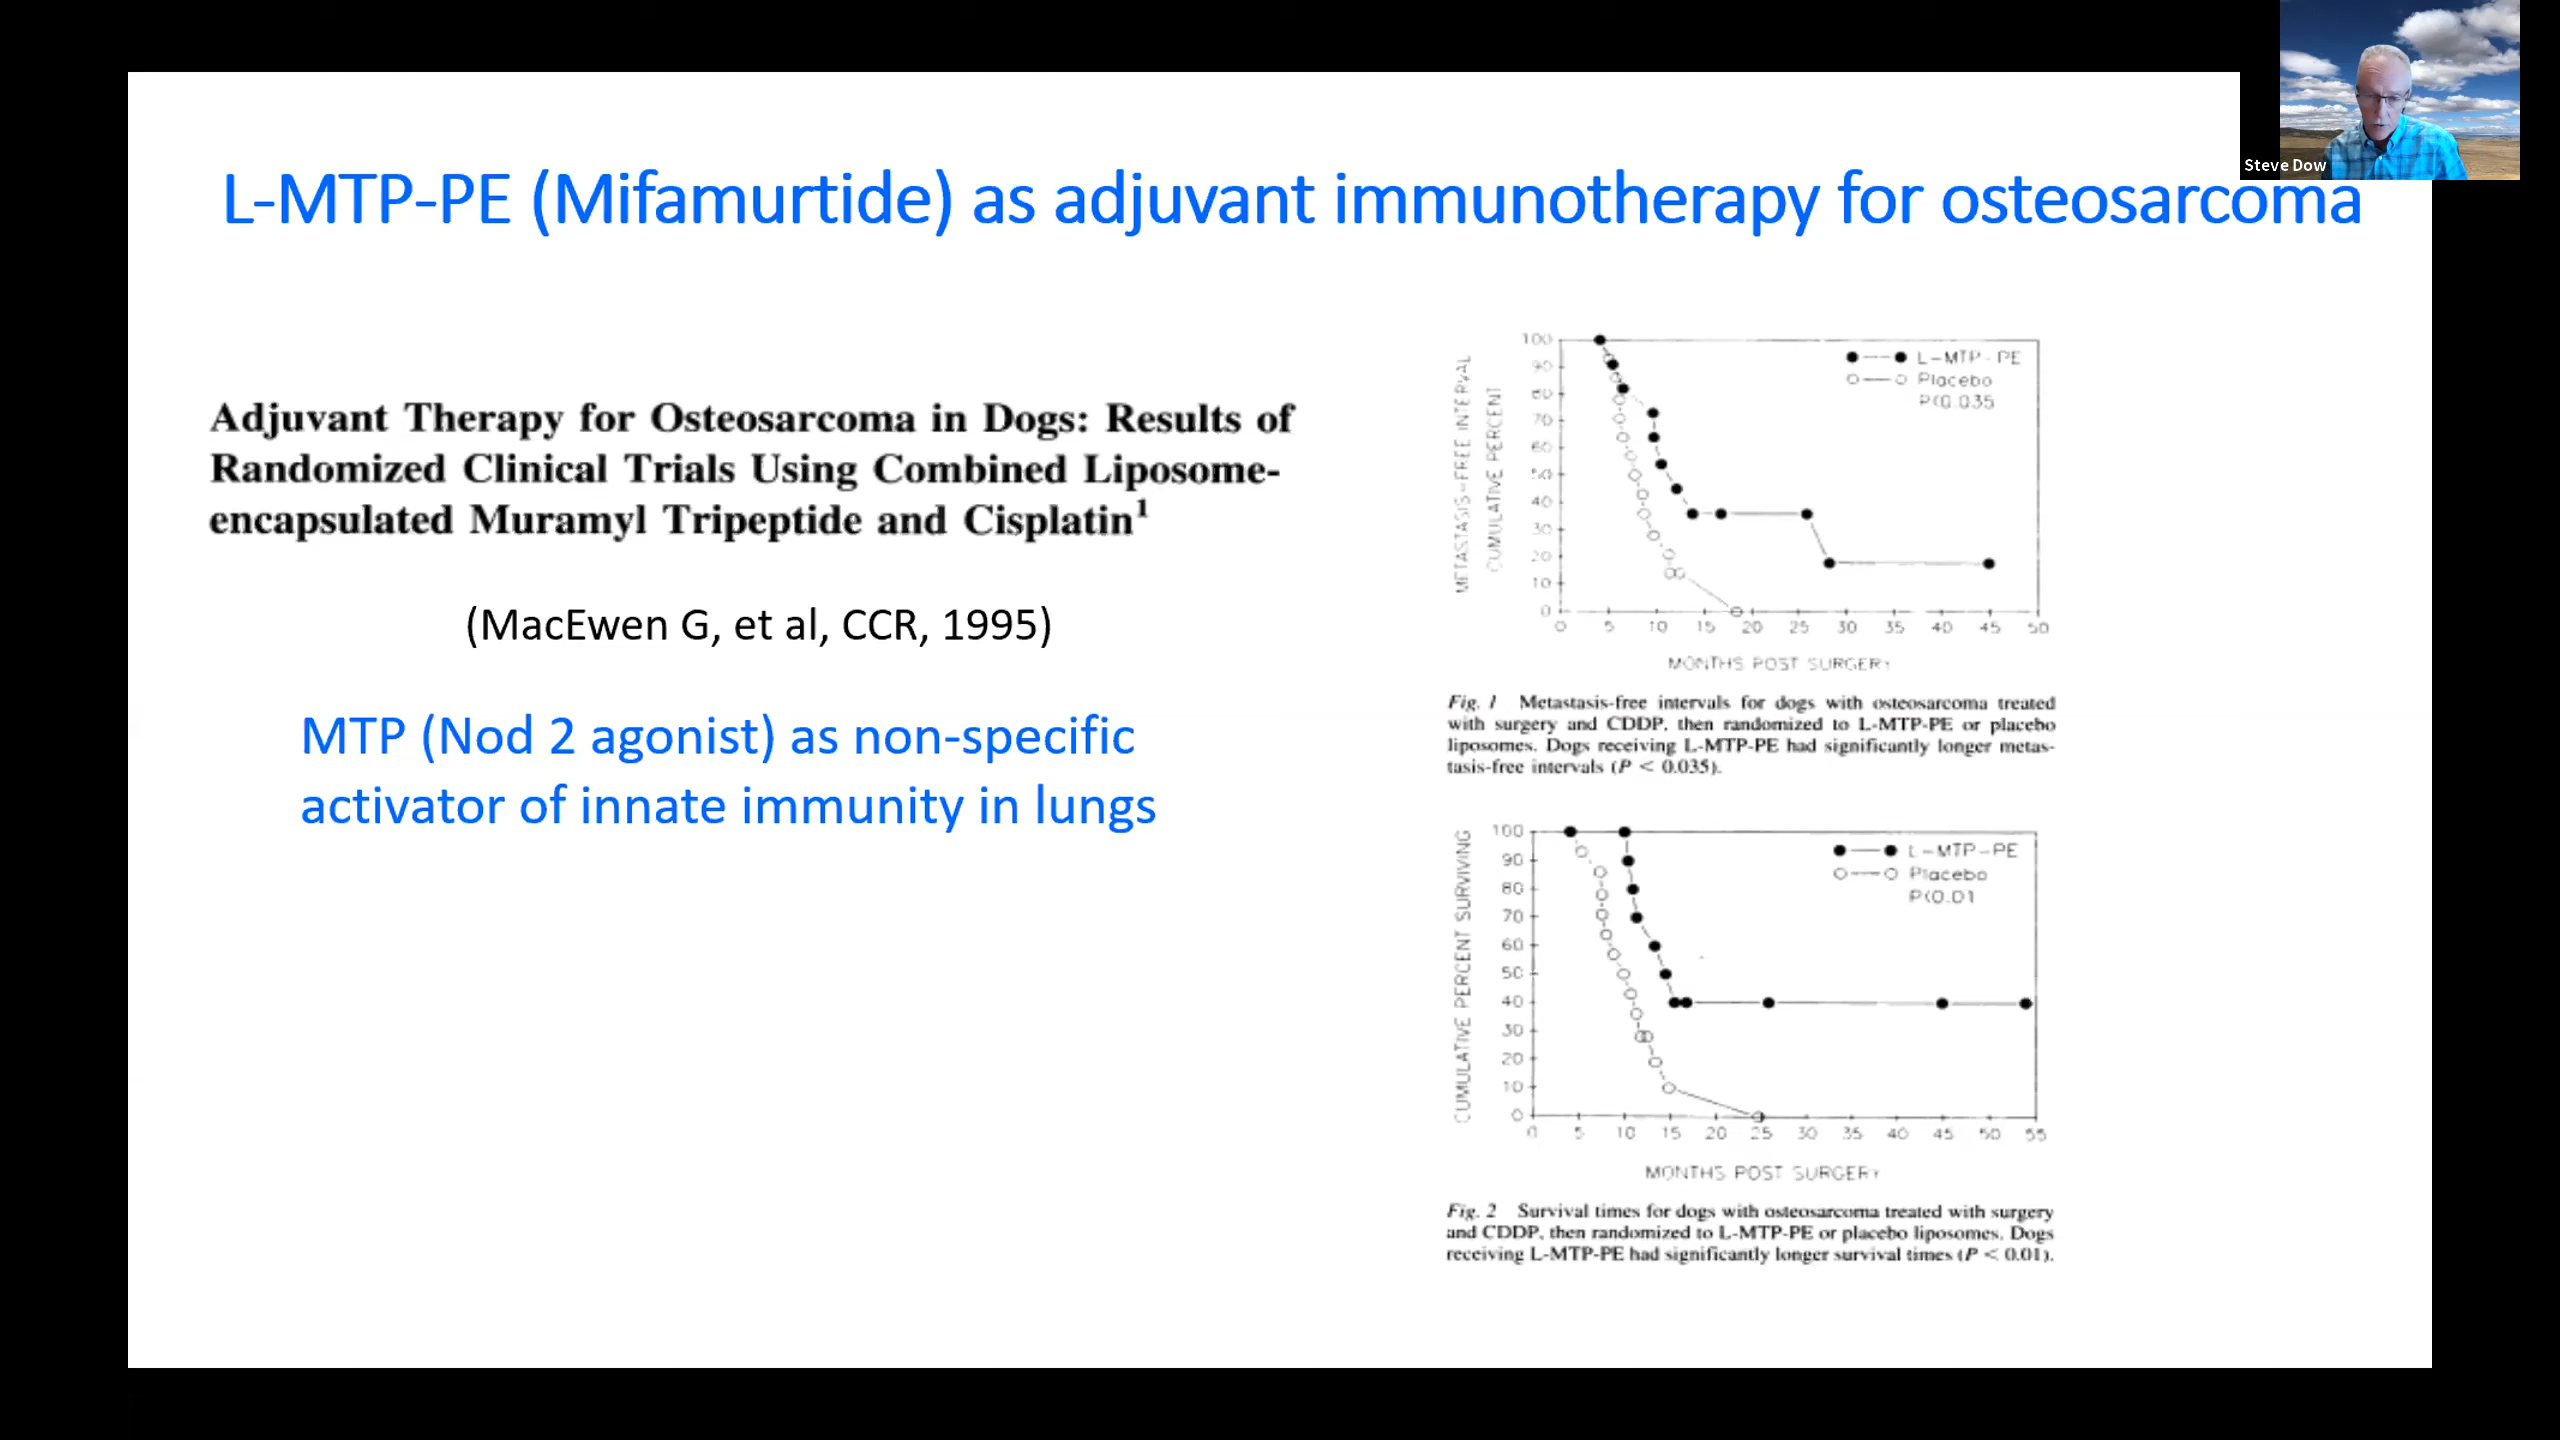 Steve Dow
L-MTP-PE (Mifamurtide) as adjuvant immunotherapy for osteosarcoma
Adjuvant Therapy for Osteosarcoma in Dogs: Results of
Randomized Clinical Trials Using Combined Liposome-
encapsulated Muramyl Tripeptide and Cisplatin¹
(MacEwen G, et al, CCR, 1995)
MTP (Nod 2 agonist) as non-specific
activator of innate immunity in lungs
METASTASIS-FREE INTERVAL
CUMULATIVE PERCENT
100
90
80
70
60
50
40
30
20
10
0
0 5 10 15 20 25 30 35 40 45 50
MONTHS POST SURGERY
L-MTP-PE
Placebo
P<0.035
Fig. 1 Metastasis-free intervals for dogs with osteosarcoma treated
with surgery and CDDP, then randomized to L-MTP-PE or placebo
liposomes. Dogs receiving L-MTP-PE had significantly longer metas-
tasis-free intervals (P < 0.035).
CUMULATIVE PERCENT SURVIVING
100
90
80
70
60
50
40
30
20
10
0
0 5 10 15 20 25 30 35 40 45 50 55
MONTHS POST SURGERY
L-MTP-PE
Placebo
P<0.01
Fig. 2 Survival times for dogs with osteosarcoma treated with surgery
and CDDP, then randomized to L-MTP-PE or placebo liposomes. Dogs
receiving L-MTP-PE had significantly longer survival times (P < 0.01).